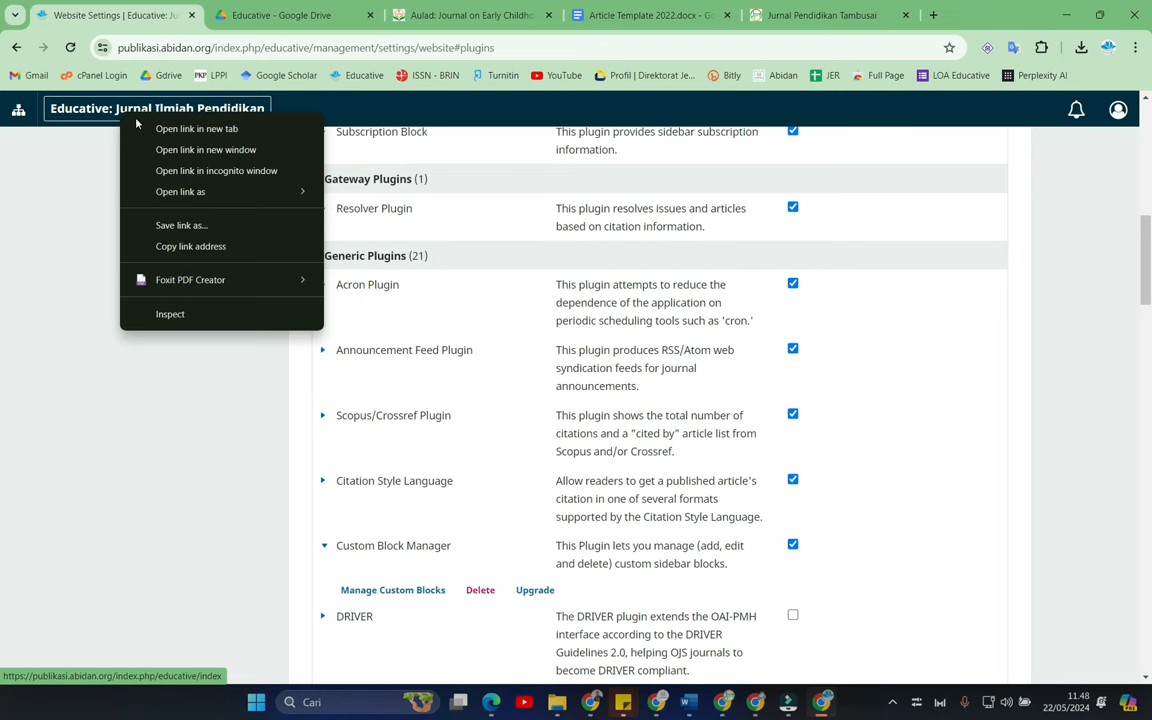 Website Settings | Educative: Ju
Educative - Google Drive
Aulad: Journal on Early Childho
Article Template 2022.docx - Go
Jurnal Pendidikan Tambusai
publikasi.abidan.org/index.php/educative/management/settings/website#plugins
Gmail
cPanel Login
Gdrive
PKP LPPI
Google Scholar
Educative
ISSN - BRIN
Turnitin
YouTube
Profil | Direktorat Je...
Bitly
Abidan
JER
Full Page
LOA Educative
Perplexity AI
Educative: Jurnal Ilmiah Pendidikan
Open link in new tab
Open link in new window
Open link in incognito window
Open link as
Save link as...
Copy link address
Foxit PDF Creator
Inspect
Subscription Block
This plugin provides sidebar subscription
information.
Gateway Plugins (1)
Resolver Plugin
This plugin resolves issues and articles
based on citation information.
Generic Plugins (21)
Acron Plugin
This plugin attempts to reduce the
dependence of the application on
periodic scheduling tools such as 'cron.'
Announcement Feed Plugin
This plugin produces RSS/Atom web
syndication feeds for journal
announcements.
Scopus/Crossref Plugin
This plugin shows the total number of
citations and a "cited by" article list from
Scopus and/or Crossref.
Citation Style Language
Allow readers to get a published article's
citation in one of several formats
supported by the Citation Style Language.
Custom Block Manager
This Plugin lets you manage (add, edit
and delete) custom sidebar blocks.
Manage Custom Blocks
Delete
Upgrade
DRIVER
The DRIVER plugin extends the OAI-PMH
interface according to the DRIVER
Guidelines 2.0, helping OJS journals to
become DRIVER compliant.
https://publikasi.abidan.org/index.php/educative/index
Cari
11.48
22/05/2024